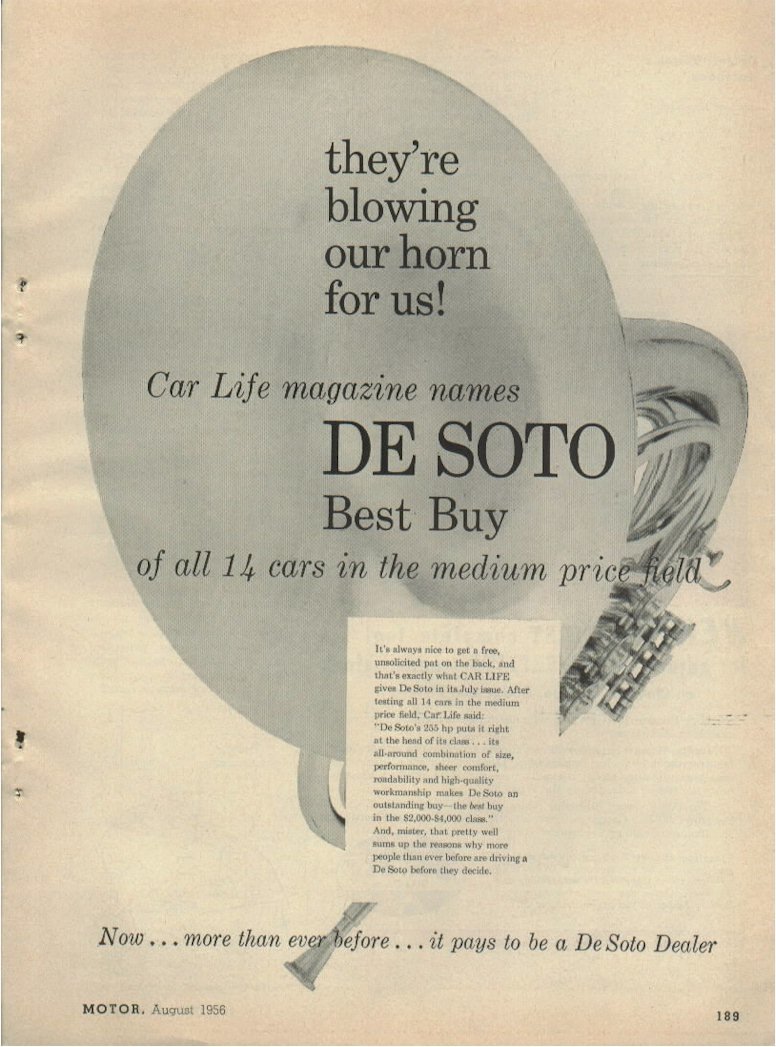 they're
blowing
our horn
for us!
Car Life magazine names
DE SOTO
Best Buy
of all 14 cars in the medium price field
It's always nice to get a free,
unsolicited pat on the back, and
that's exactly what CAR LIFE
gives De Soto in its July issue. After
testing all 14 cars in the medium
price field, Car Life said:
"De Soto's 255 hp puts it right
at the head of its class . . . its
all-around combination of size,
performance, sheer comfort,
roadability and high-quality
workmanship makes De Soto an
outstanding buy—the best buy
in the $2,000-$4,000 class."
And, mister, that pretty well
sums up the reasons why more
people than ever before are driving a
De Soto before they decide.
Now . . . more than ever before . . . it pays to be a De Soto Dealer
MOTOR, August 1956
189